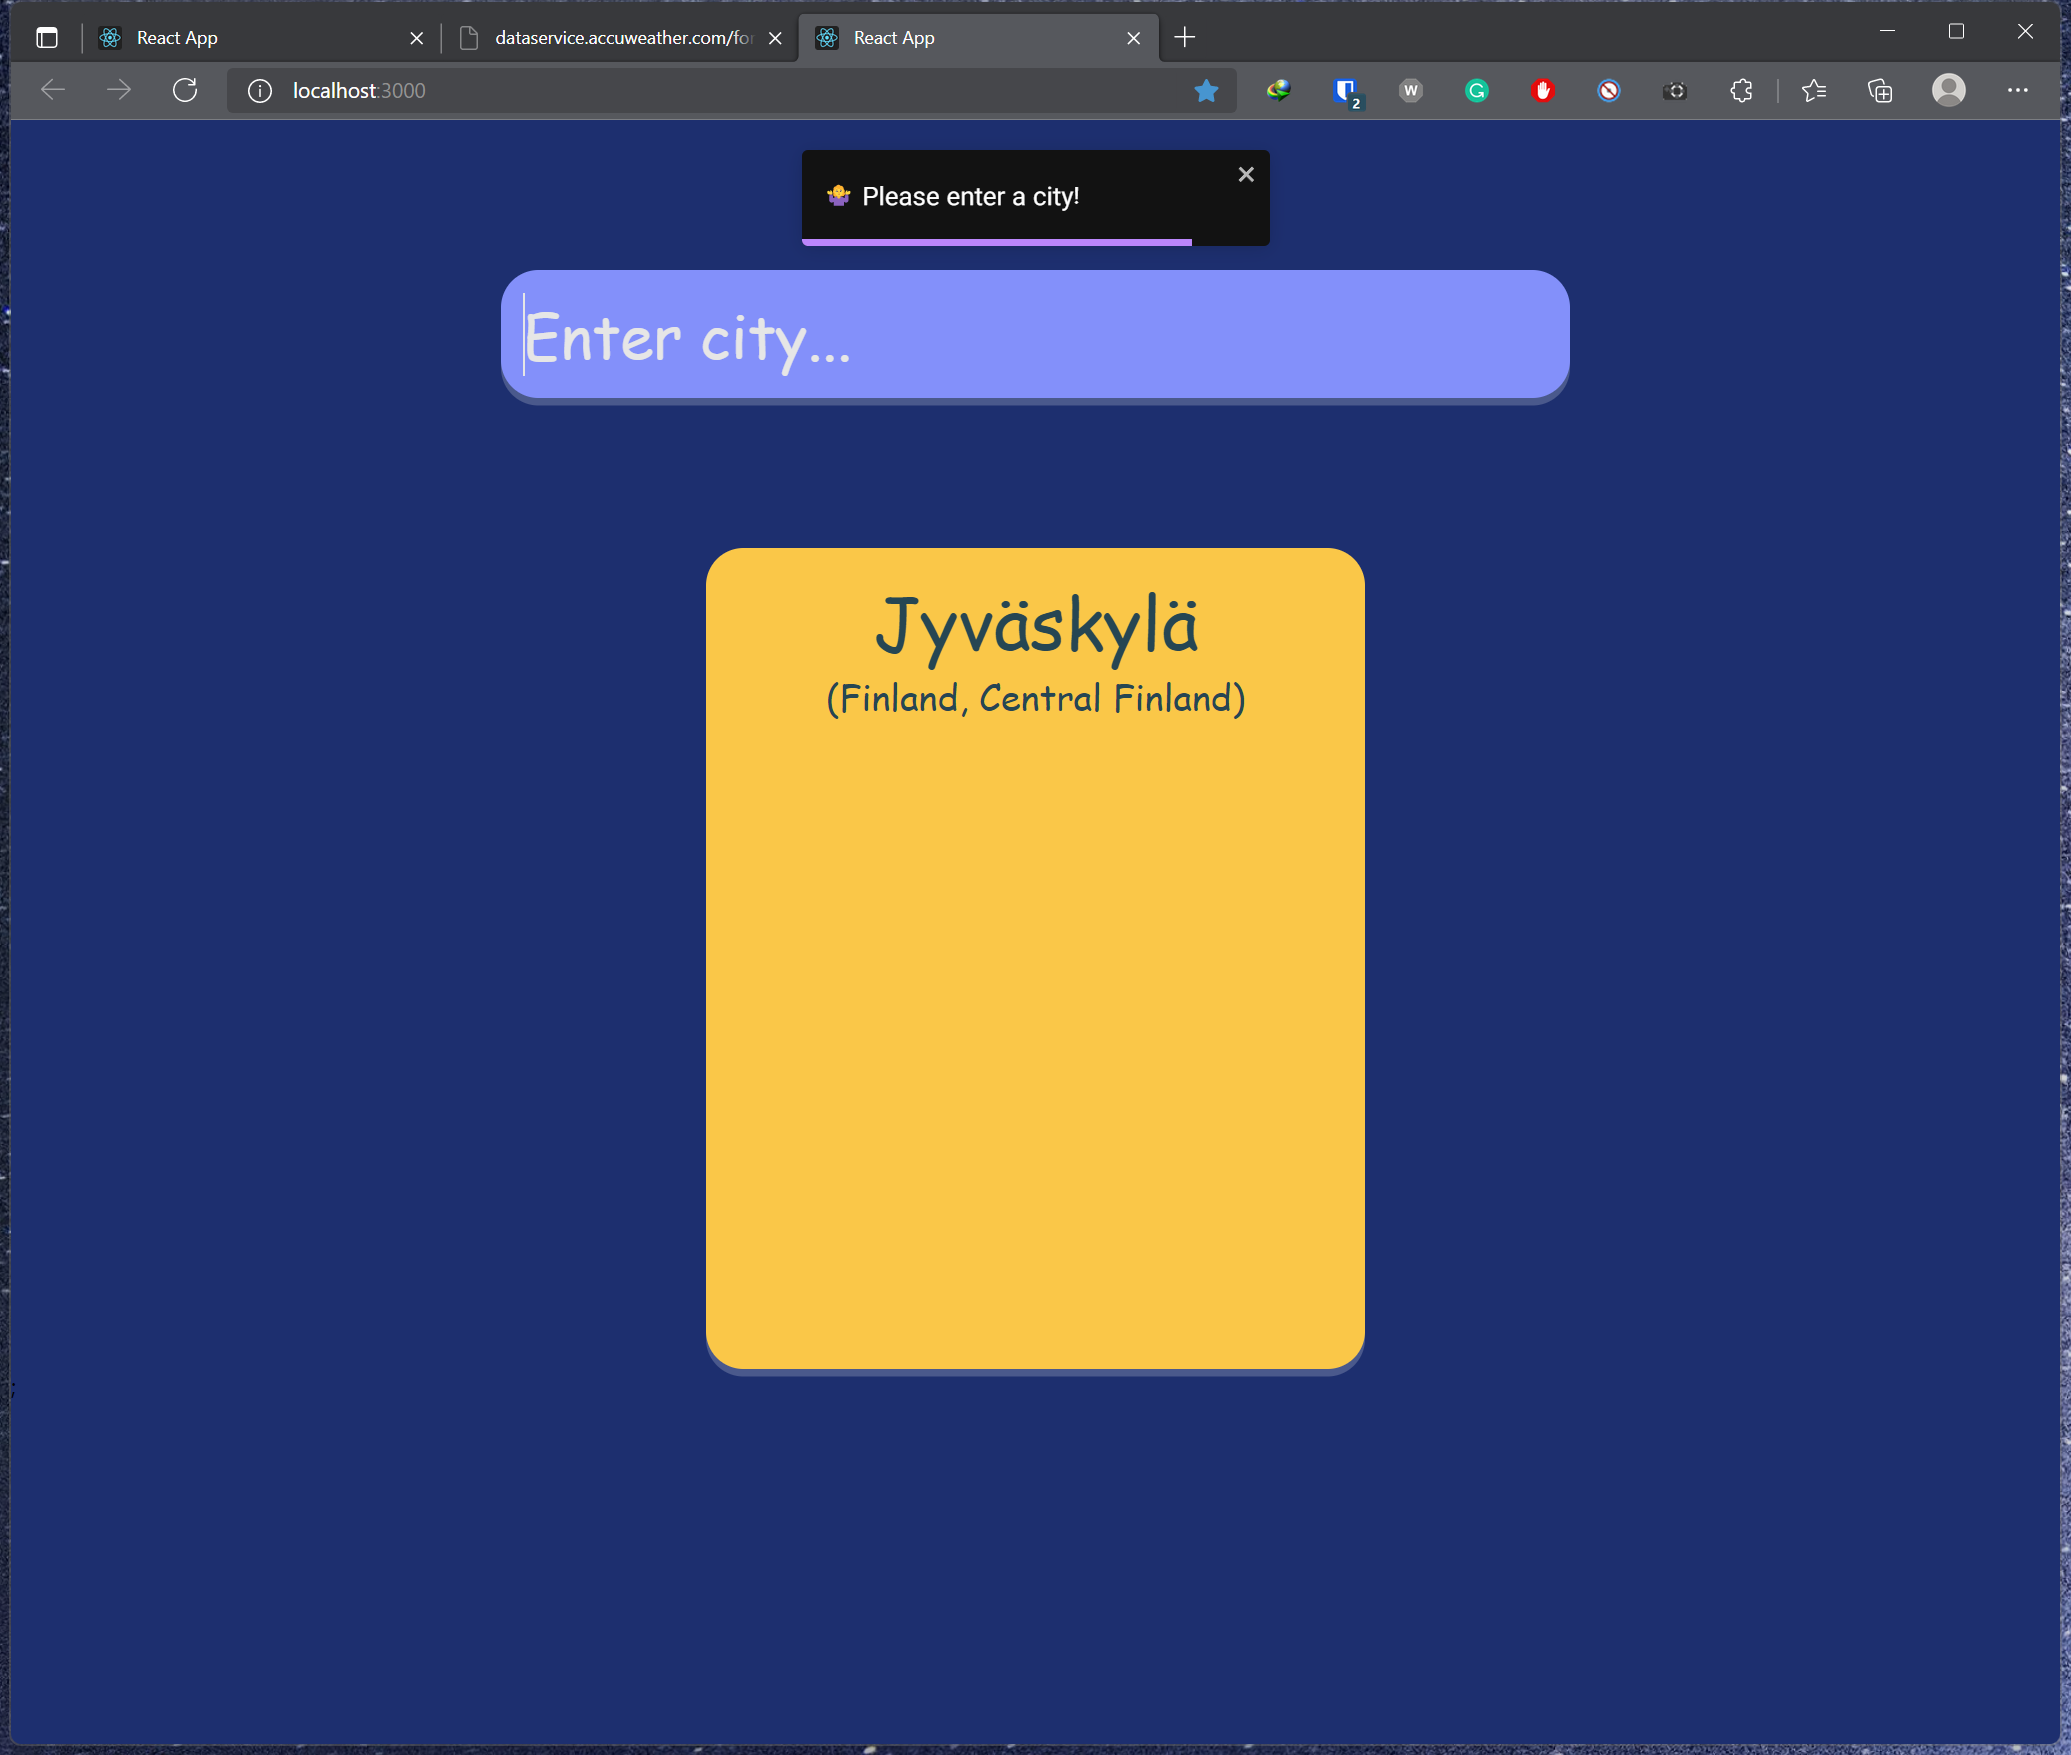 React App
dataservice.accuweather.com/for
React App
localhost:3000
2
W
G
🤷 Please enter a city!
Enter city...
Jyväskylä
(Finland, Central Finland)
;